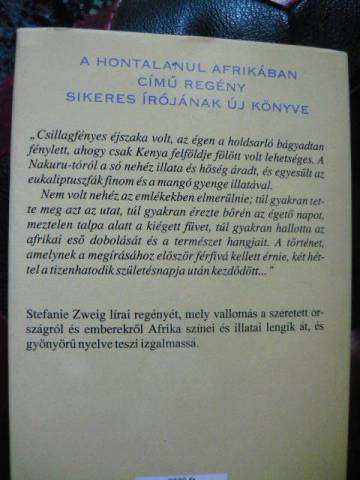 A HONTALANUL AFRIKÁBAN
CÍMŰ REGÉNY
SIKERES ÍRÓJÁNAK ÚJ KÖNYVE
„Csillagfényes éjszaka volt, az égen a holdsarló bágyadtan
fénylett, ahogy csak Kenya felföldje fölött volt lehetséges. A
Nakuru-tóról a só nehéz illata és hőség áradt, és egyesült az
eukaliptuszfák finom és a mangó gyenge illatával.
Nem volt nehéz az emlékekben elmerülnie; túl gyakran tet-
te meg azt az utat, túl gyakran érezte bőrén az égető napot,
meztelen talpa alatt a kiégett füvet, túl gyakran hallotta az
afrikai eső dobolását és a természet hangjait. A történet,
amelynek a megírásához először férfivá kellett érnie, két hét-
tel a tizenhatodik születésnapja után kezdődött..."
Stefanie Zweig lírai regényét, mely vallomás a szeretett or-
szágról és emberekről Afrika színei és illatai lengik át, és
gyönyörű nyelve teszi izgalmassá.